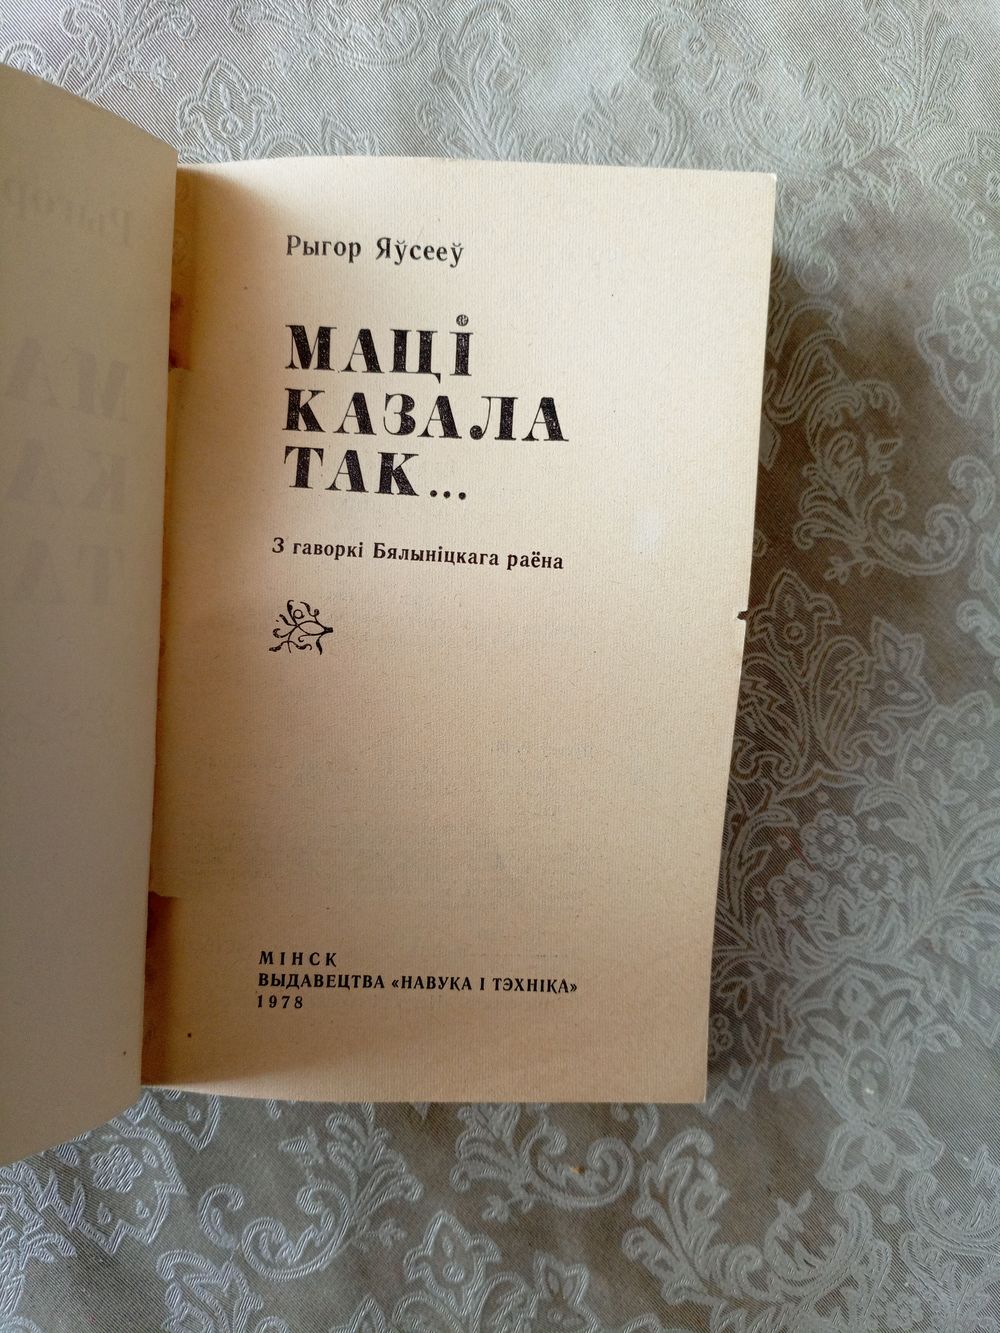 Рыгор Яўсееў
МАЦІ
КАЗАЛА
ТАК...
З гаворкі Бялыніцкага раёна
МІНСК
ВЫДАВЕЦТВА «НАВУКА І ТЭХНІКА»
1978